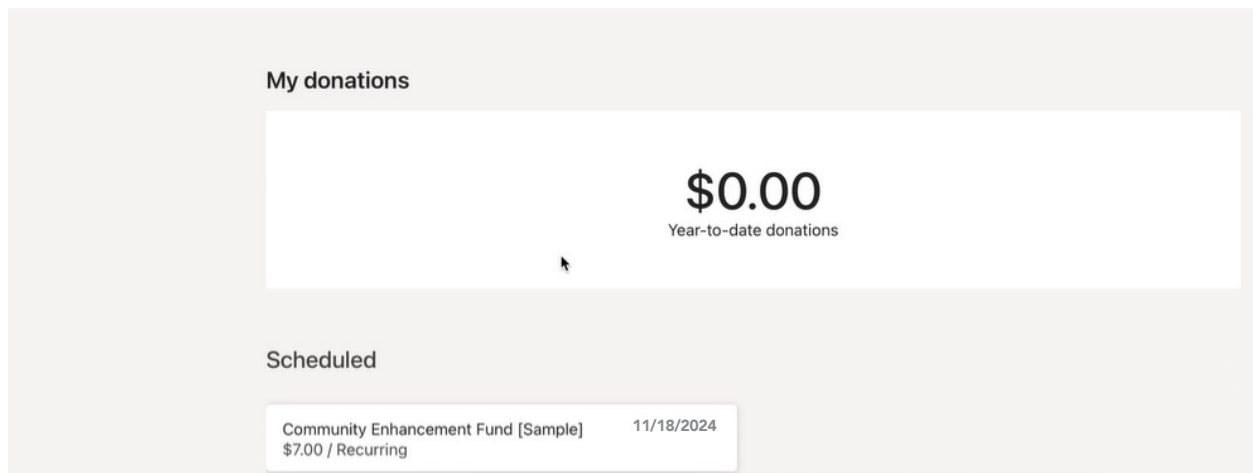 My donations
$0.00
Year-to-date donations
Scheduled
Community Enhancement Fund [Sample]
11/18/2024
$7.00 / Recurring